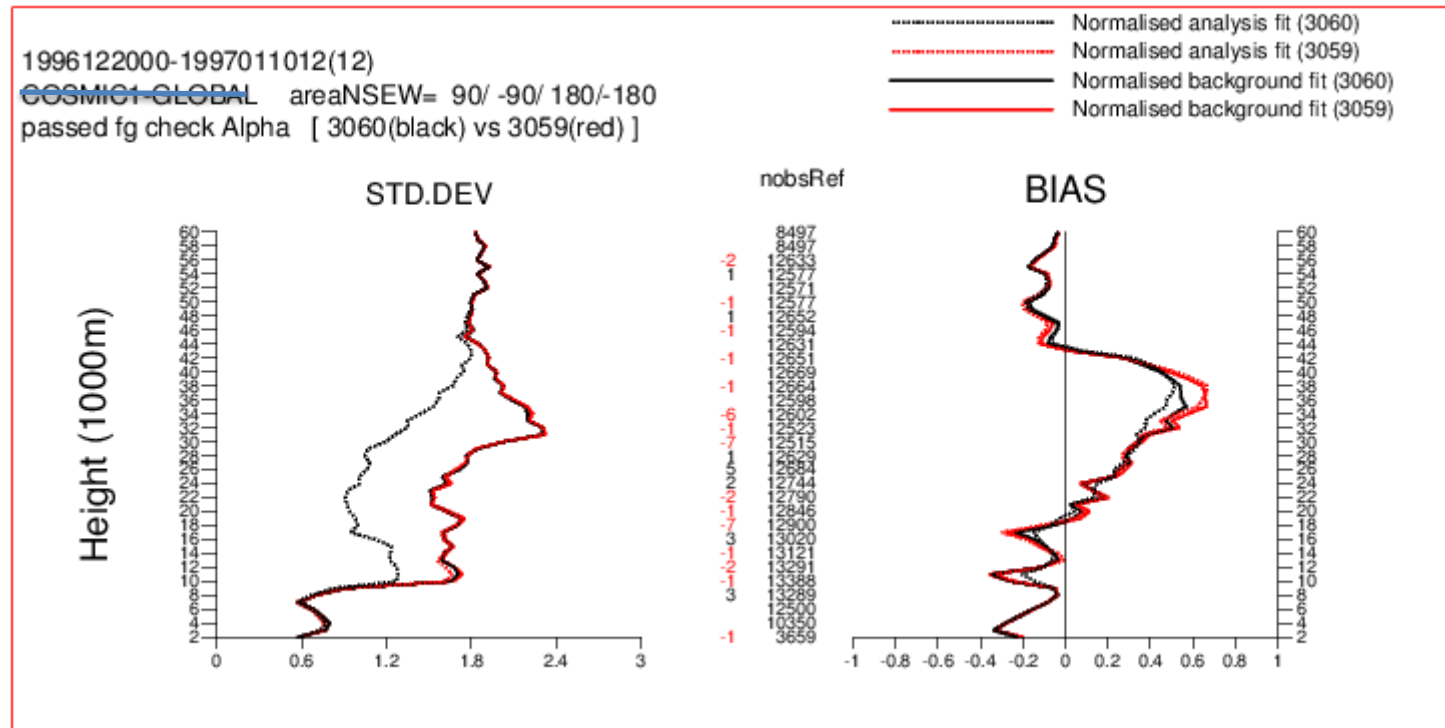 1996122000-1997011012(12)
COSMIC1-GLOBAL areaNSEW= 90/ -90/ 180/-180
passed fg check Alpha [ 3060(black) vs 3059(red) ]
Normalised analysis fit (3060)
Normalised analysis fit (3059)
Normalised background fit (3060)
Normalised background fit (3059)
STD.DEV nobsRef BIAS
Height (1000m)
60 8497 60
58 8497 58
56 -2 12633 56
54 1 12577 54
52 12571 52
50 -1 12577 50
48 1 12652 48
46 -1 12594 46
44 12631 44
42 -1 12651 42
40 12669 40
38 -1 12664 38
36 12598 36
34 -6 12602 34
32 -1 12523 32
30 -7 12515 30
28 1 12629 28
26 5 12684 26
24 2 12744 24
22 -2 12790 22
20 -1 12846 20
18 -7 12900 18
16 3 13020 16
14 -1 13121 14
12 -2 13291 12
10 -1 13388 10
8 3 13289 8
6 12500 6
4 10350 4
2 -1 3659 2
0 0.6 1.2 1.8 2.4 3 -1 -0.8 -0.6 -0.4 -0.2 0 0.2 0.4 0.6 0.8 1